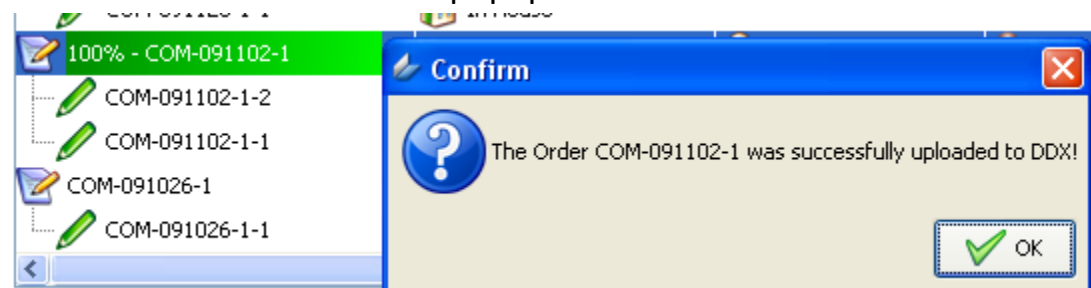 100% - COM-091102-1
COM-091102-1-2
COM-091102-1-1
COM-091026-1
COM-091026-1-1
Confirm
The Order COM-091102-1 was successfully uploaded to DDX!
OK